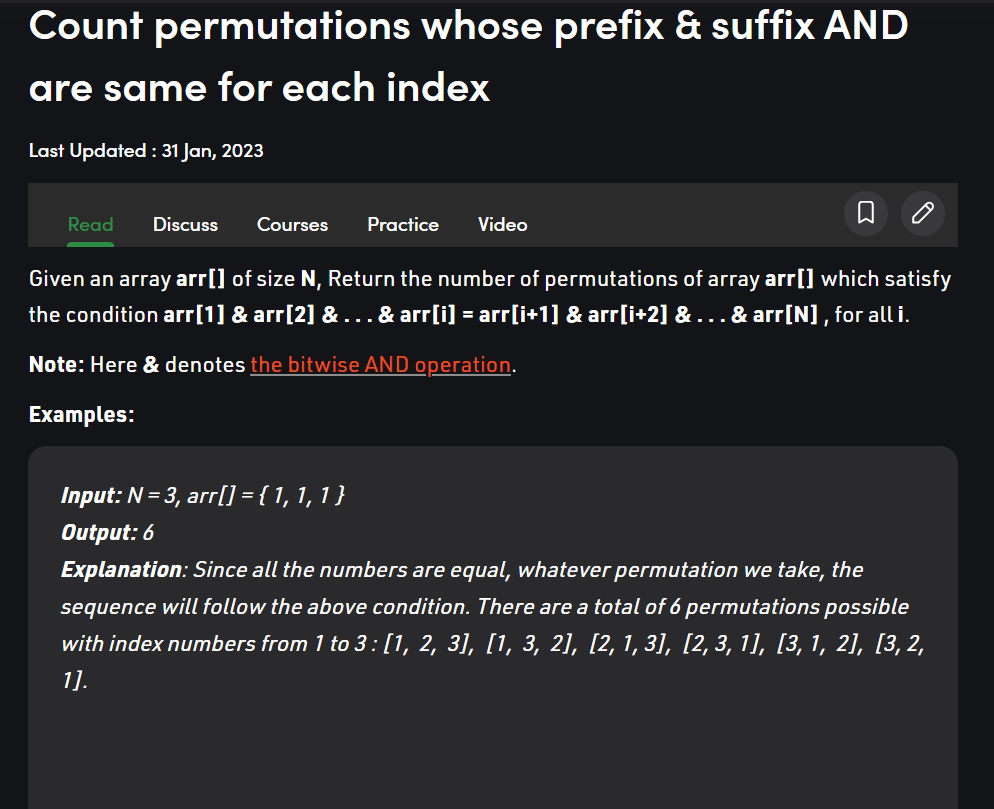 Count permutations whose prefix & suffix AND
are same for each index
Last Updated : 31 Jan, 2023
Read Discuss Courses Practice Video
Given an array arr[] of size N, Return the number of permutations of array arr[] which satisfy
the condition arr[1] & arr[2] & . . . & arr[i] = arr[i+1] & arr[i+2] & . . . & arr[N] , for all i.
Note: Here & denotes the bitwise AND operation.
Examples:
Input: N = 3, arr[] = { 1, 1, 1 }
Output: 6
Explanation: Since all the numbers are equal, whatever permutation we take, the
sequence will follow the above condition. There are a total of 6 permutations possible
with index numbers from 1 to 3 : [1, 2, 3], [1, 3, 2], [2, 1, 3], [2, 3, 1], [3, 1, 2], [3, 2,
1].